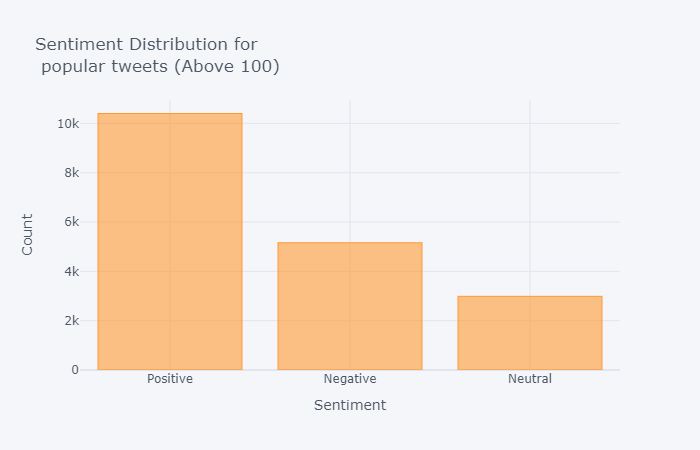 Sentiment Distribution for
popular tweets (Above 100)
10k
8k
6k
4k
2k
0
Count
Positive
Negative
Neutral
Sentiment